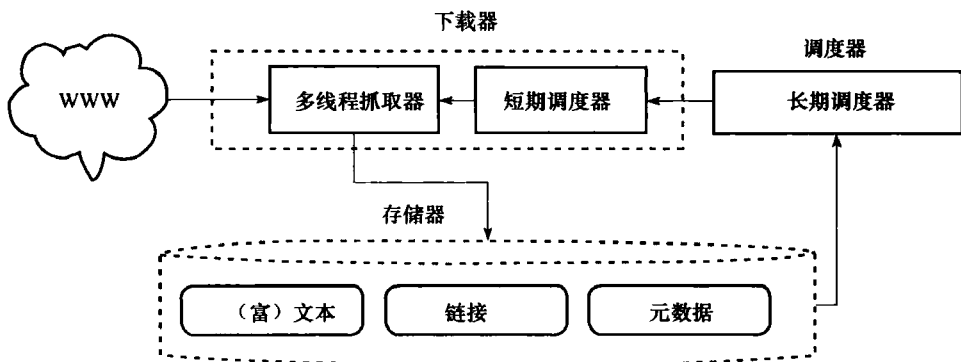 下载器
调度器
WWW
多线程抓取器
短期调度器
长期调度器
存储器
（富）文本
链接
元数据